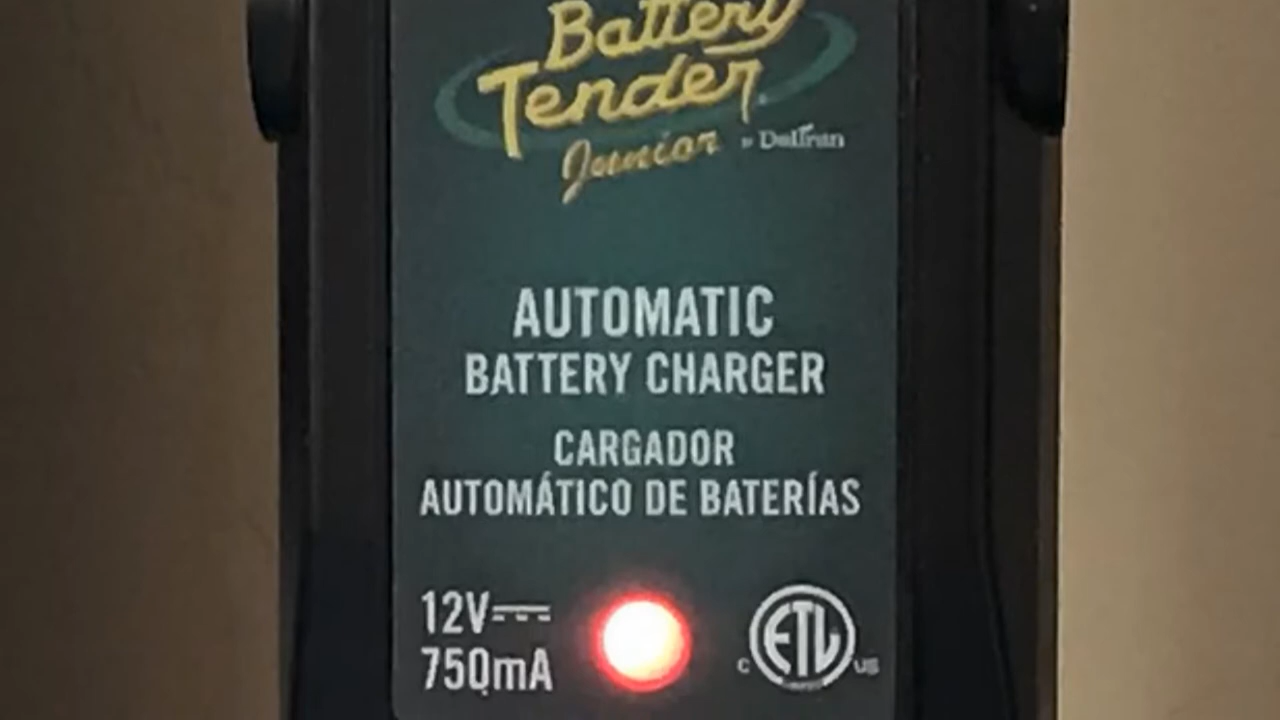 Battery
Tender
Junior
BY Deltran
AUTOMATIC
BATTERY CHARGER
CARGADOR
AUTOMÁTICO DE BATERÍAS
12V
750mA
ETL
C US